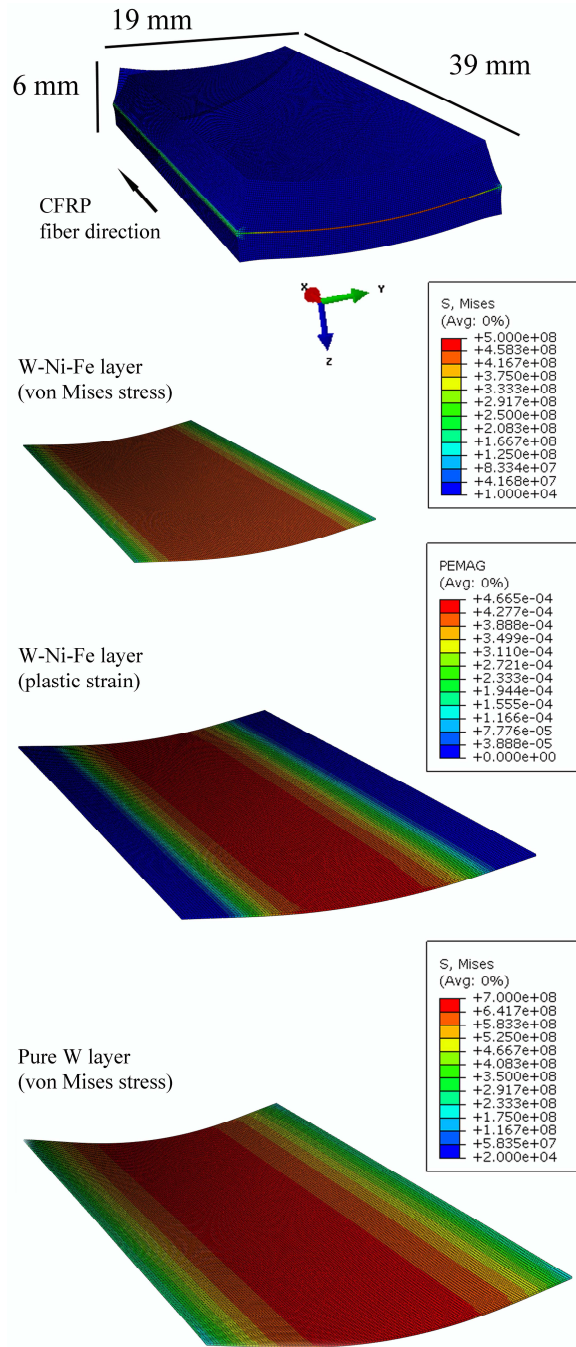 19 mm
39 mm
6 mm
CFRP
fiber direction
X
Y
Z
S, Mises
(Avg: 0%)
+5.000e+08
+4.583e+08
+4.167e+08
+3.750e+08
+3.333e+08
+2.917e+08
+2.500e+08
+2.083e+08
+1.667e+08
+1.250e+08
+8.334e+07
+4.168e+07
+1.000e+04
W-Ni-Fe layer
(von Mises stress)
PEMAG
(Avg: 0%)
+4.665e-04
+4.277e-04
+3.888e-04
+3.499e-04
+3.110e-04
+2.721e-04
+2.333e-04
+1.944e-04
+1.555e-04
+1.166e-04
+7.776e-05
+3.888e-05
+0.000e+00
W-Ni-Fe layer
(plastic strain)
S, Mises
(Avg: 0%)
+7.000e+08
+6.417e+08
+5.833e+08
+5.250e+08
+4.667e+08
+4.083e+08
+3.500e+08
+2.917e+08
+2.333e+08
+1.750e+08
+1.167e+08
+5.835e+07
+2.000e+04
Pure W layer
(von Mises stress)